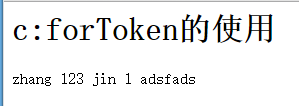 c:forToken的使用
zhang 123 jin 1 adsfads